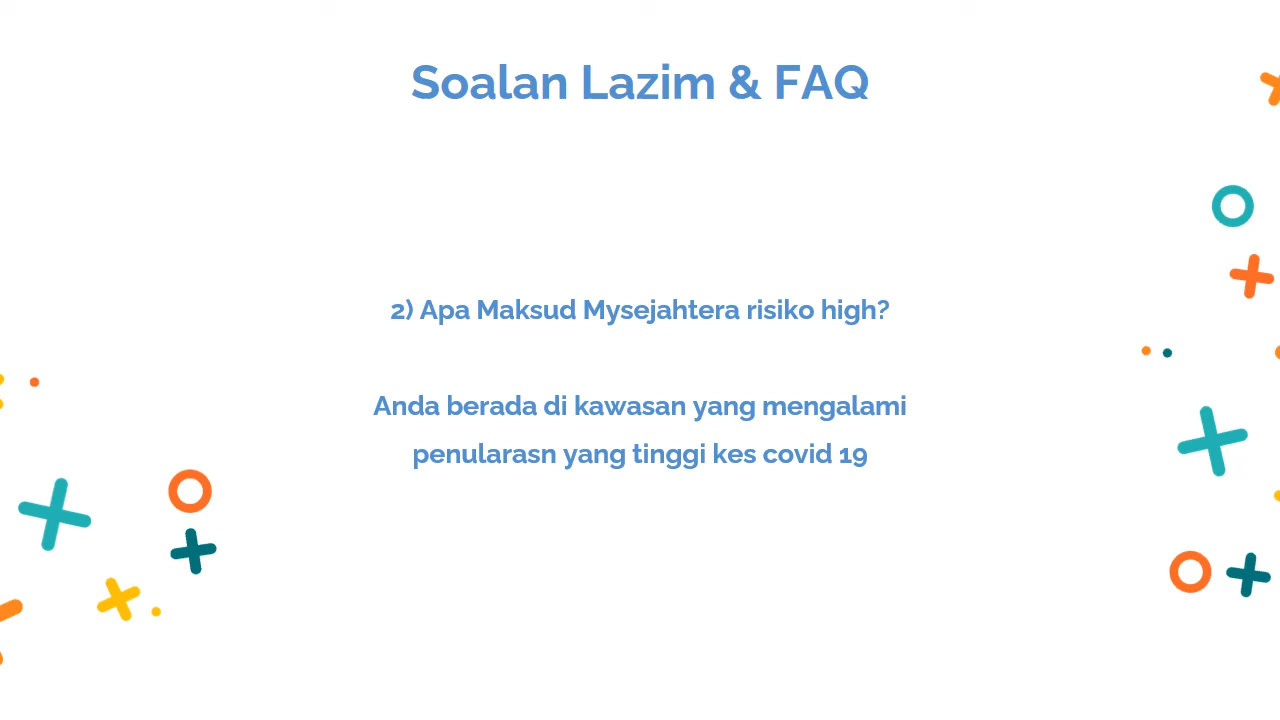 Soalan Lazim & FAQ
2) Apa Maksud Mysejahtera risiko high?
Anda berada di kawasan yang mengalami
penularasn yang tinggi kes covid 19